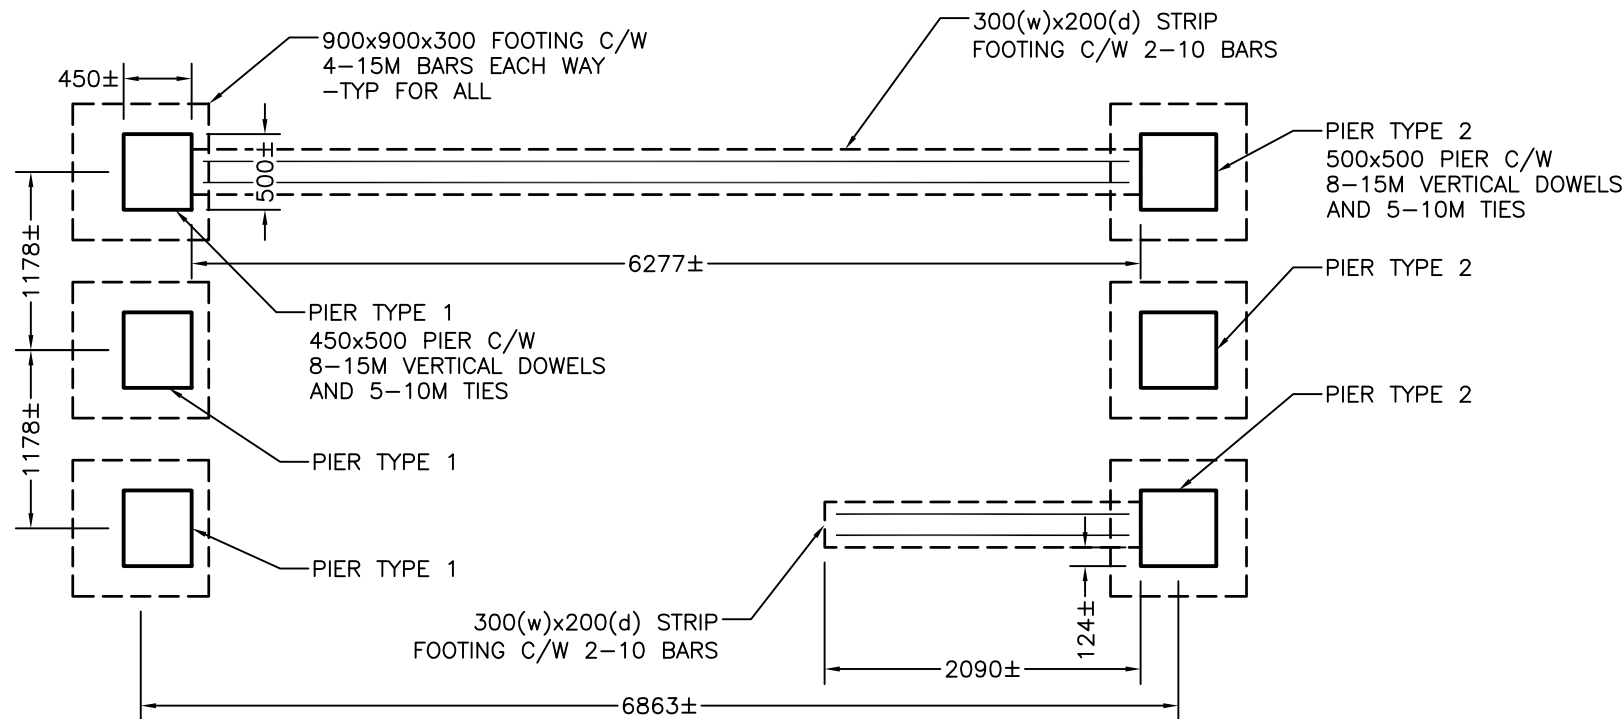 300(w)x200(d) STRIP
FOOTING C/W 2-10 BARS
900x900x300 FOOTING C/W
4-15M BARS EACH WAY
-TYP FOR ALL
450±
500±
PIER TYPE 2
500x500 PIER C/W
8-15M VERTICAL DOWELS
AND 5-10M TIES
1178±
6277±
PIER TYPE 2
PIER TYPE 1
450x500 PIER C/W
8-15M VERTICAL DOWELS
AND 5-10M TIES
PIER TYPE 2
1178±
PIER TYPE 1
PIER TYPE 1
300(w)x200(d) STRIP
FOOTING C/W 2-10 BARS
124±
2090±
6863±